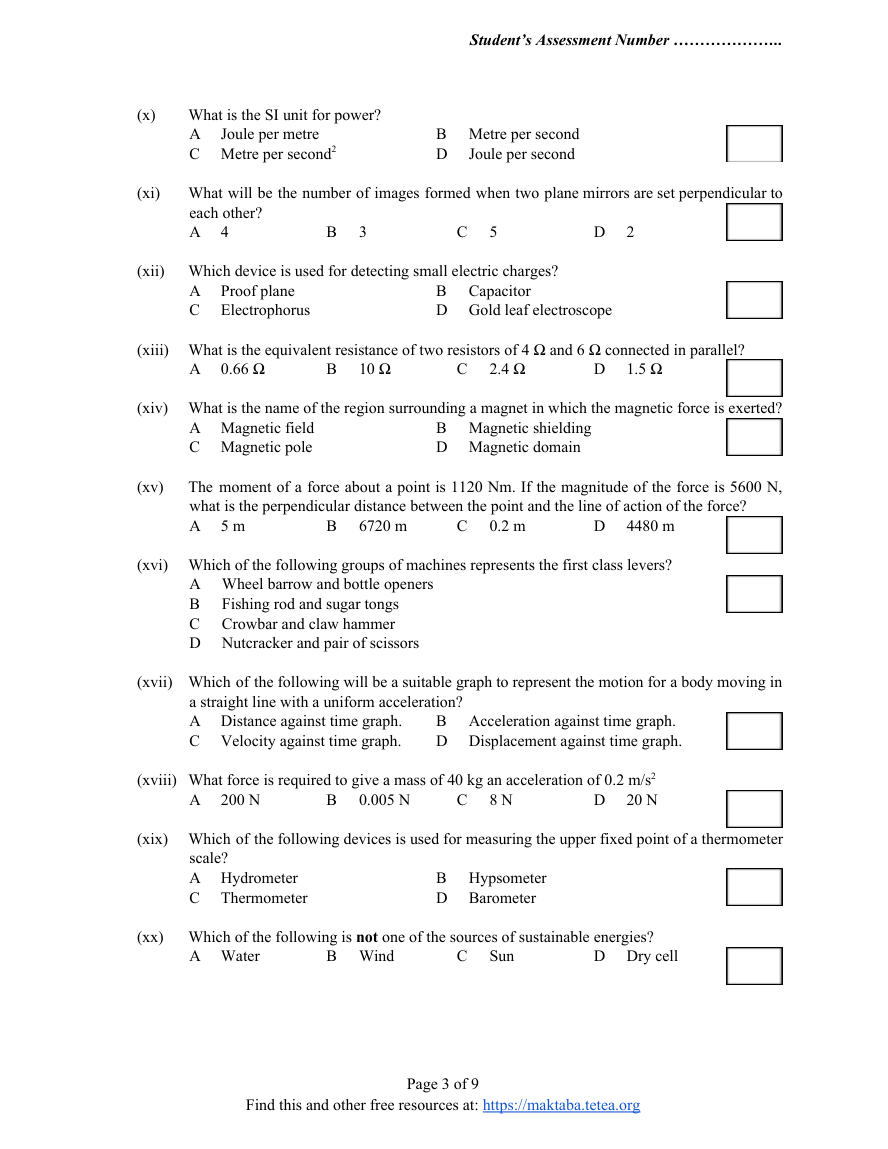 Student’s Assessment Number ………………..
(x) What is the SI unit for power?
A Joule per metre B Metre per second
C Metre per second² D Joule per second
(xi) What will be the number of images formed when two plane mirrors are set perpendicular to
each other?
A 4 B 3 C 5 D 2
(xii) Which device is used for detecting small electric charges?
A Proof plane B Capacitor
C Electrophorus D Gold leaf electroscope
(xiii) What is the equivalent resistance of two resistors of 4 Ω and 6 Ω connected in parallel?
A 0.66 Ω B 10 Ω C 2.4 Ω D 1.5 Ω
(xiv) What is the name of the region surrounding a magnet in which the magnetic force is exerted?
A Magnetic field B Magnetic shielding
C Magnetic pole D Magnetic domain
(xv) The moment of a force about a point is 1120 Nm. If the magnitude of the force is 5600 N,
what is the perpendicular distance between the point and the line of action of the force?
A 5 m B 6720 m C 0.2 m D 4480 m
(xvi) Which of the following groups of machines represents the first class levers?
A Wheel barrow and bottle openers
B Fishing rod and sugar tongs
C Crowbar and claw hammer
D Nutcracker and pair of scissors
(xvii) Which of the following will be a suitable graph to represent the motion for a body moving in
a straight line with a uniform acceleration?
A Distance against time graph. B Acceleration against time graph.
C Velocity against time graph. D Displacement against time graph.
(xviii) What force is required to give a mass of 40 kg an acceleration of 0.2 m/s²
A 200 N B 0.005 N C 8 N D 20 N
(xix) Which of the following devices is used for measuring the upper fixed point of a thermometer
scale?
A Hydrometer B Hypsometer
C Thermometer D Barometer
(xx) Which of the following is not one of the sources of sustainable energies?
A Water B Wind C Sun D Dry cell
Page 3 of 9
Find this and other free resources at: https://maktaba.tetea.org